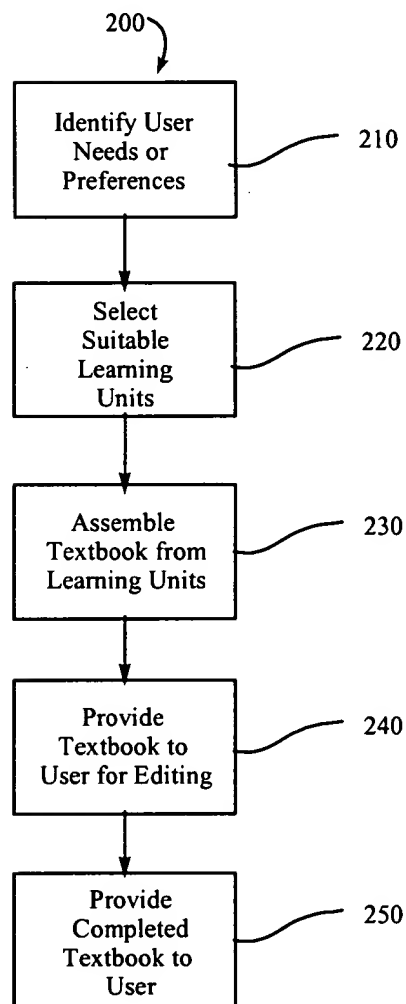 200
Identify User
Needs or
Preferences
210
Select
Suitable
Learning
Units
220
Assemble
Textbook from
Learning Units
230
Provide
Textbook to
User for Editing
240
Provide
Completed
Textbook to
User
250